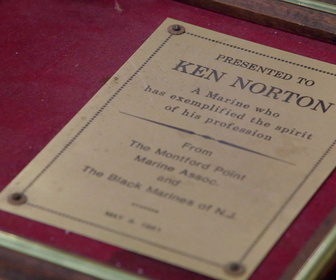 PRESENTED TO
KEN NORTON
A Marine who
has exemplified the spirit
of his profession
From
The Montford Point
Marine Assoc.
and
The Black Marines of N.J.
MAY